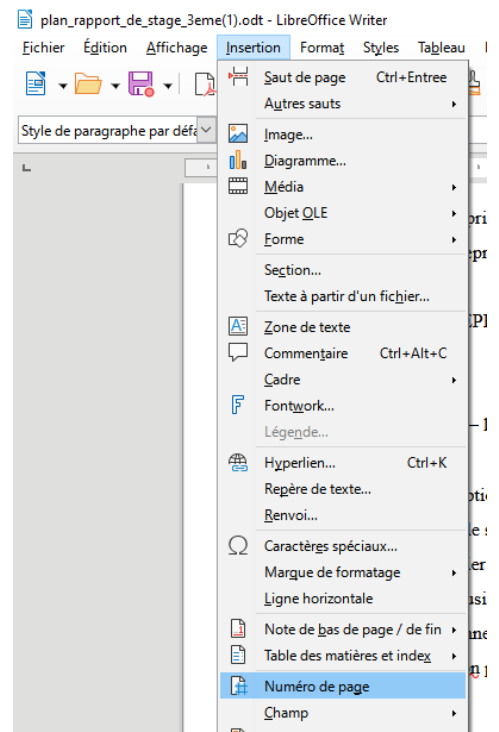 plan_rapport_de_stage_3eme(1).odt - LibreOffice Writer
Fichier Édition Affichage Insertion Format Styles Tableau
Saut de page Ctrl+Entree
Autres sauts
Style de paragraphe par défa
Image...
Diagramme...
Média
Objet OLE
Forme
Section...
Texte à partir d'un fichier...
Zone de texte
Commentaire Ctrl+Alt+C
Cadre
Fontwork...
Légende...
Hyperlien... Ctrl+K
Repère de texte...
Renvoi...
Caractères spéciaux...
Marque de formatage
Ligne horizontale
Note de bas de page / de fin
Table des matières et index
Numéro de page
Champ